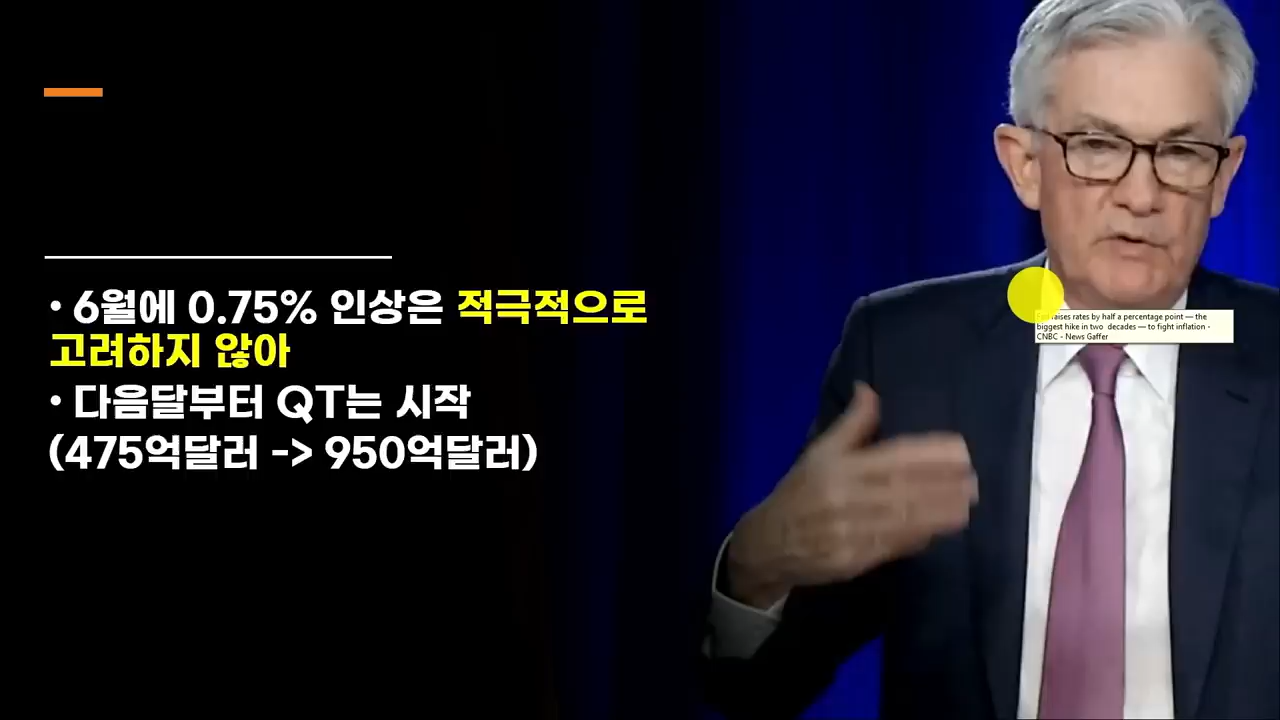 • 6월에 0.75% 인상은 적극적으로
고려하지 않아
• 다음달부터 QT는 시작
(475억달러 -> 950억달러)
raises rates by half a percentage point — the
biggest hike in two decades — to fight inflation -
CNBC - News Gaffer